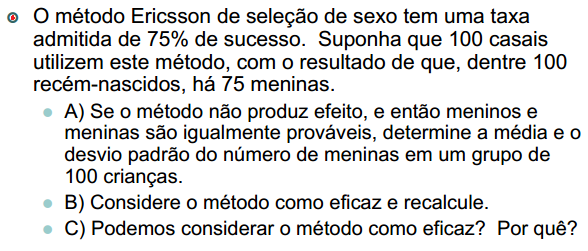 O método Ericsson de seleção de sexo tem uma taxa
admitida de 75% de sucesso. Suponha que 100 casais
utilizem este método, com o resultado de que, dentre 100
recém-nascidos, há 75 meninas.
A) Se o método não produz efeito, e então meninos e
meninas são igualmente prováveis, determine a média e o
desvio padrão do número de meninas em um grupo de
100 crianças.
B) Considere o método como eficaz e recalcule.
C) Podemos considerar o método como eficaz? Por quê?